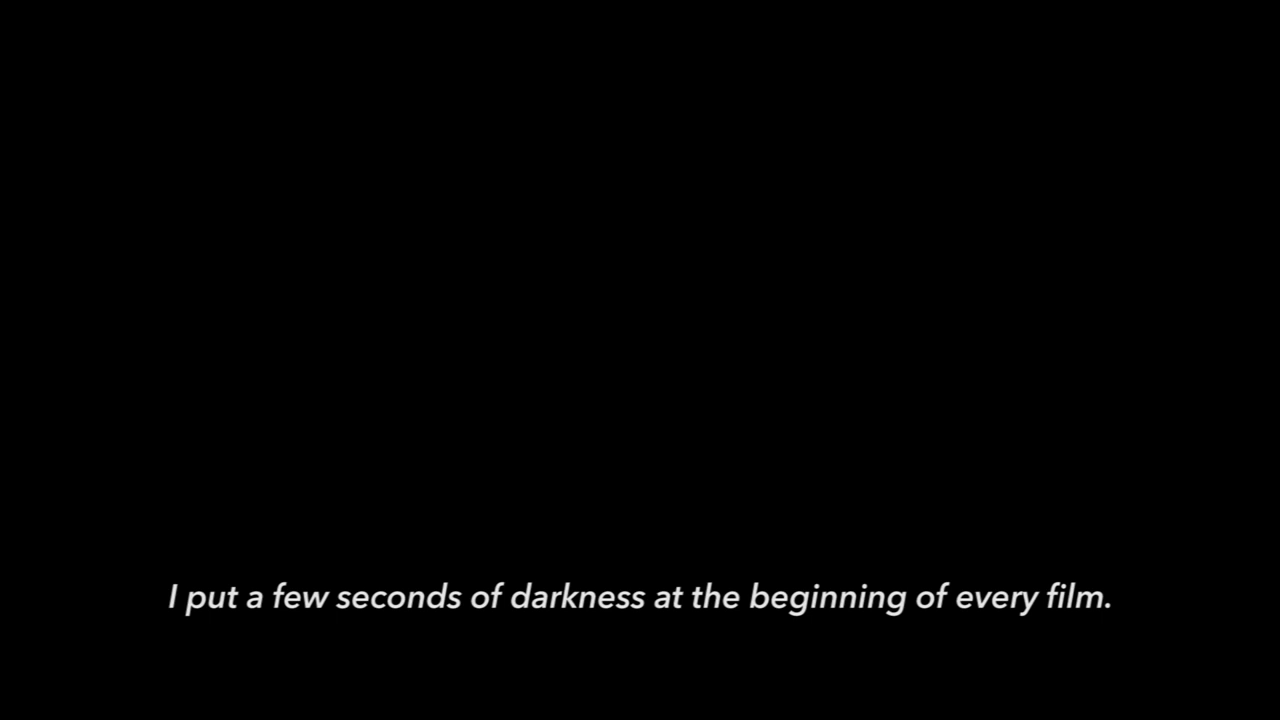 I put a few seconds of darkness at the beginning of every film.